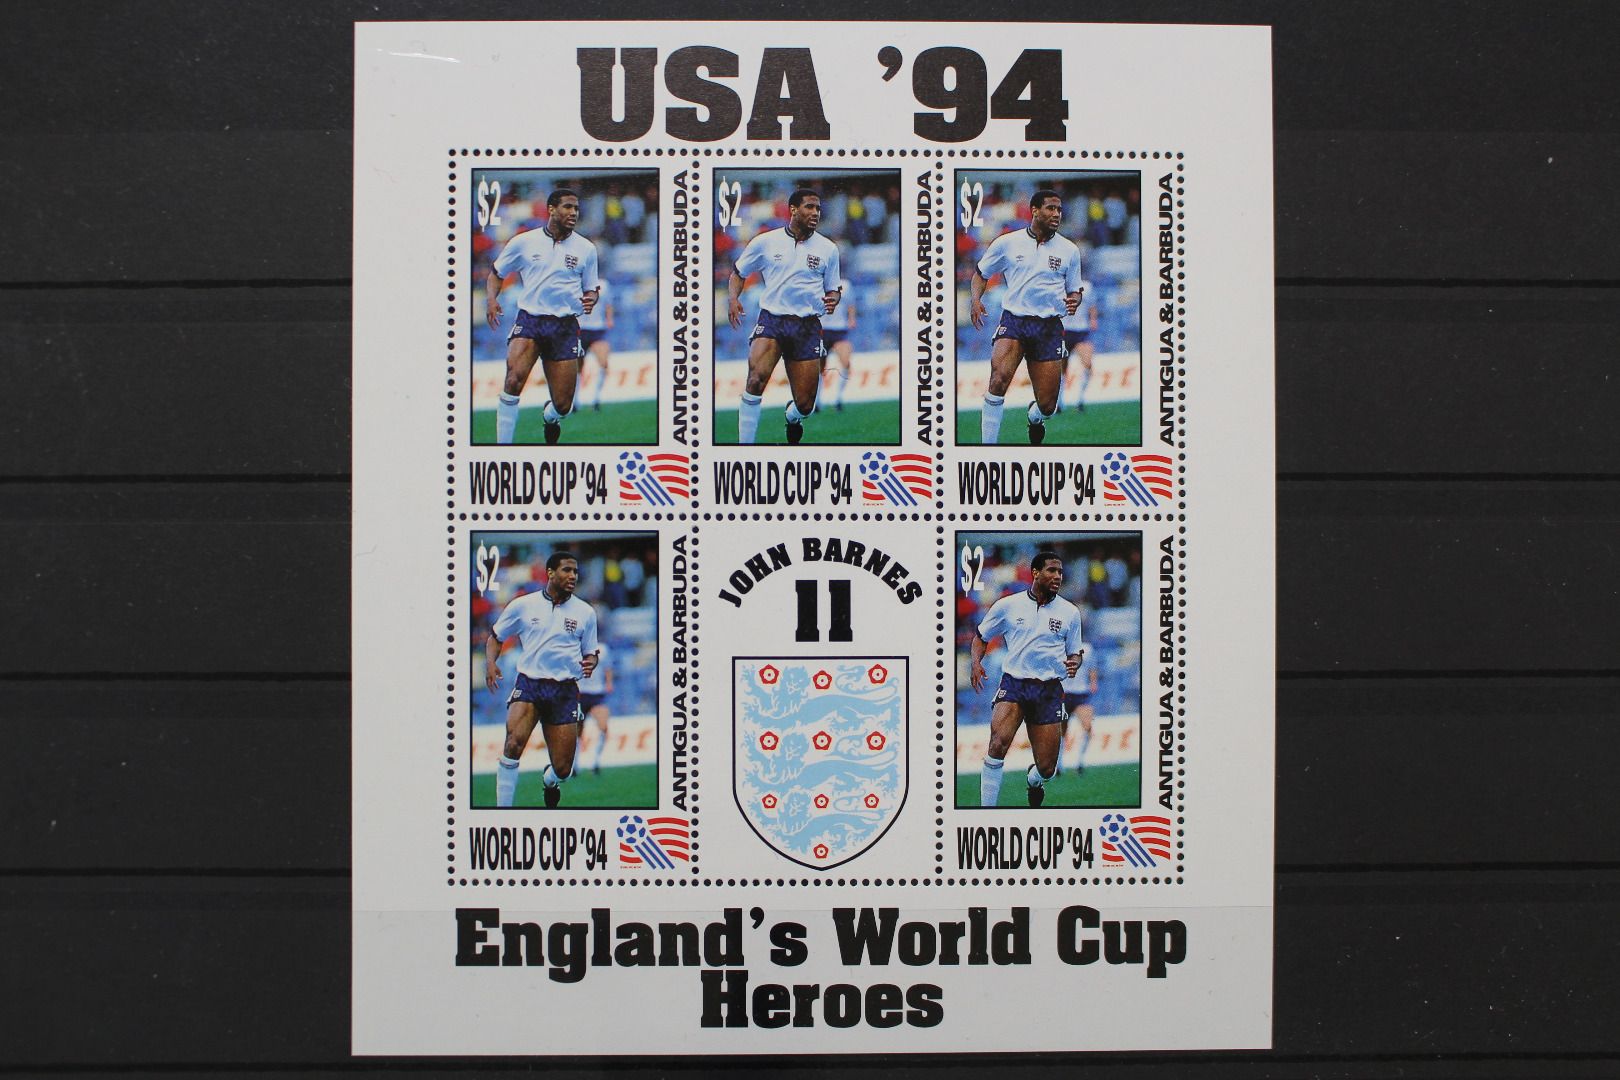 USA '94
$2
ANTIGUA & BARBUDA
WORLD CUP '94
$2
ANTIGUA & BARBUDA
WORLD CUP '94
$2
ANTIGUA & BARBUDA
WORLD CUP '94
$2
ANTIGUA & BARBUDA
WORLD CUP '94
JOHN BARNES
11
$2
ANTIGUA & BARBUDA
WORLD CUP '94
England's World Cup
Heroes